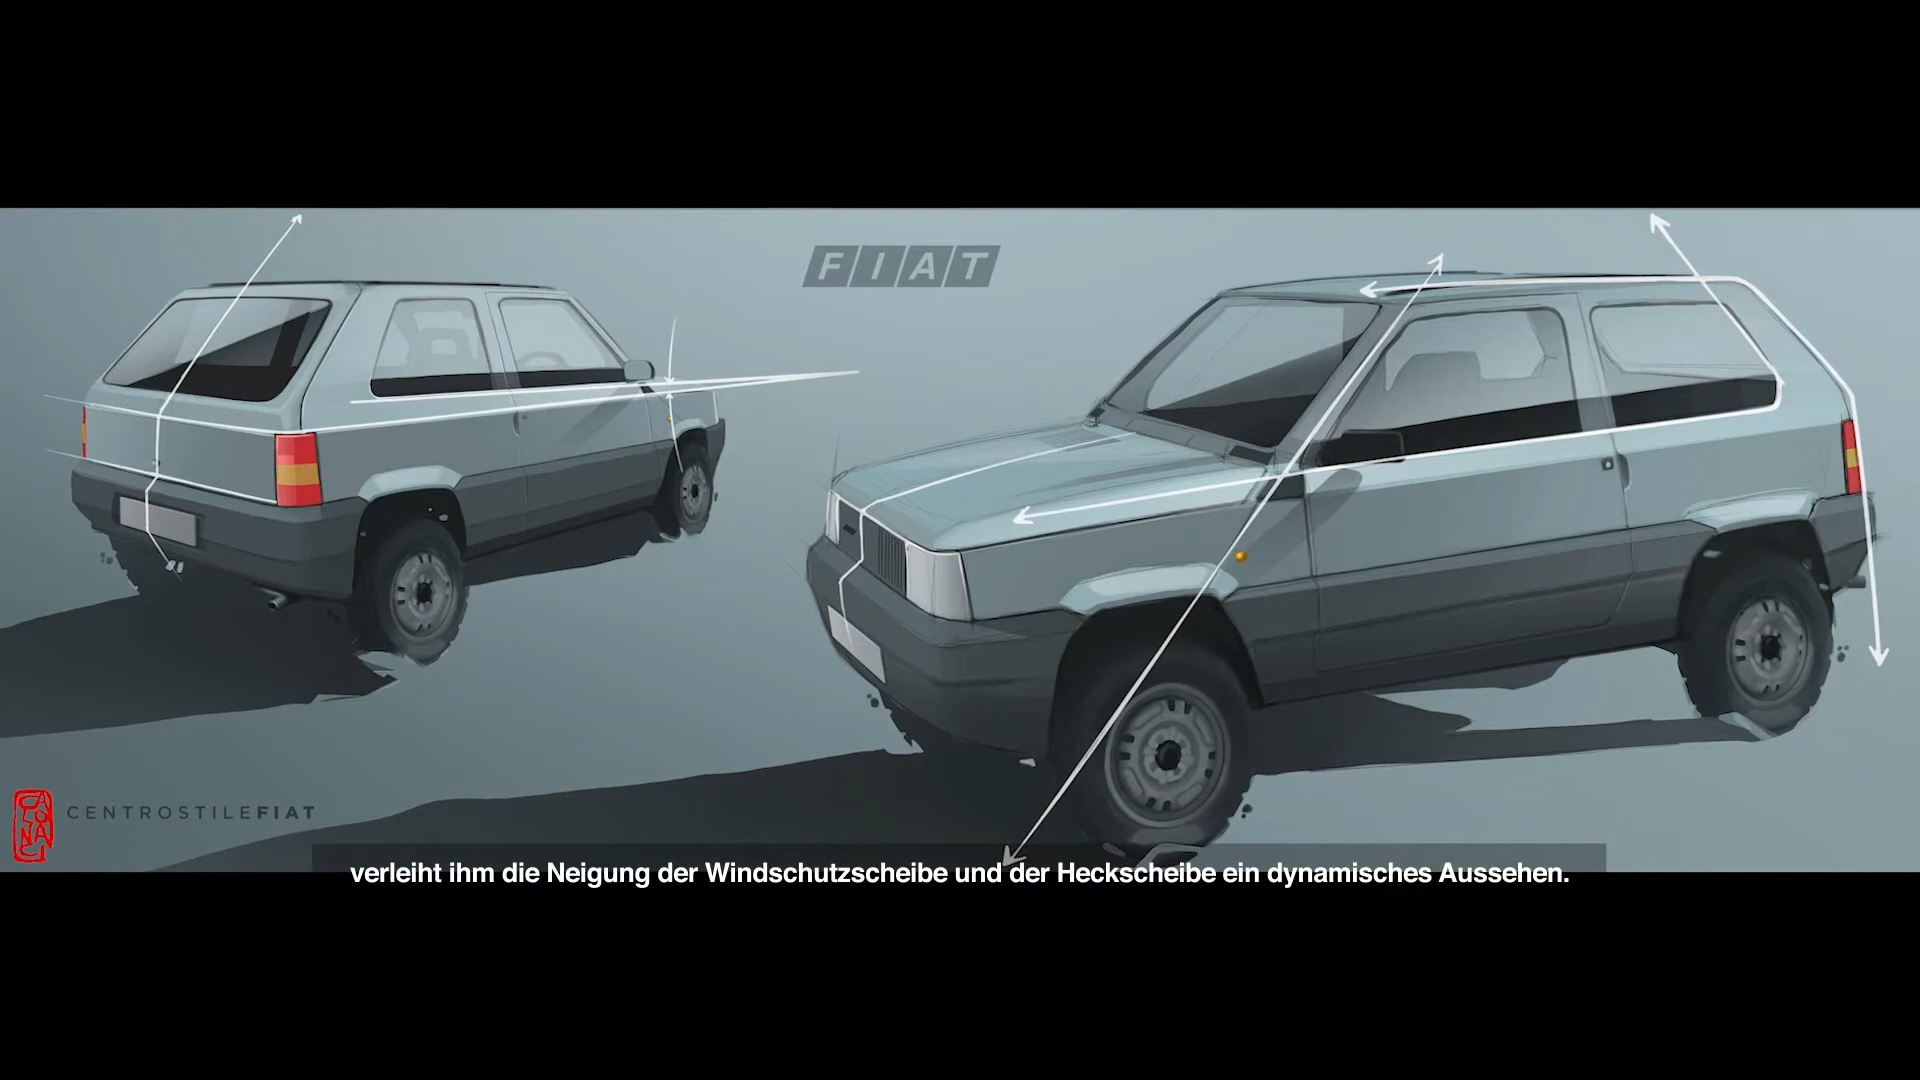 FIAT
CENTROSTILEFIAT
verleiht ihm die Neigung der Windschutzscheibe und der Heckscheibe ein dynamisches Aussehen.